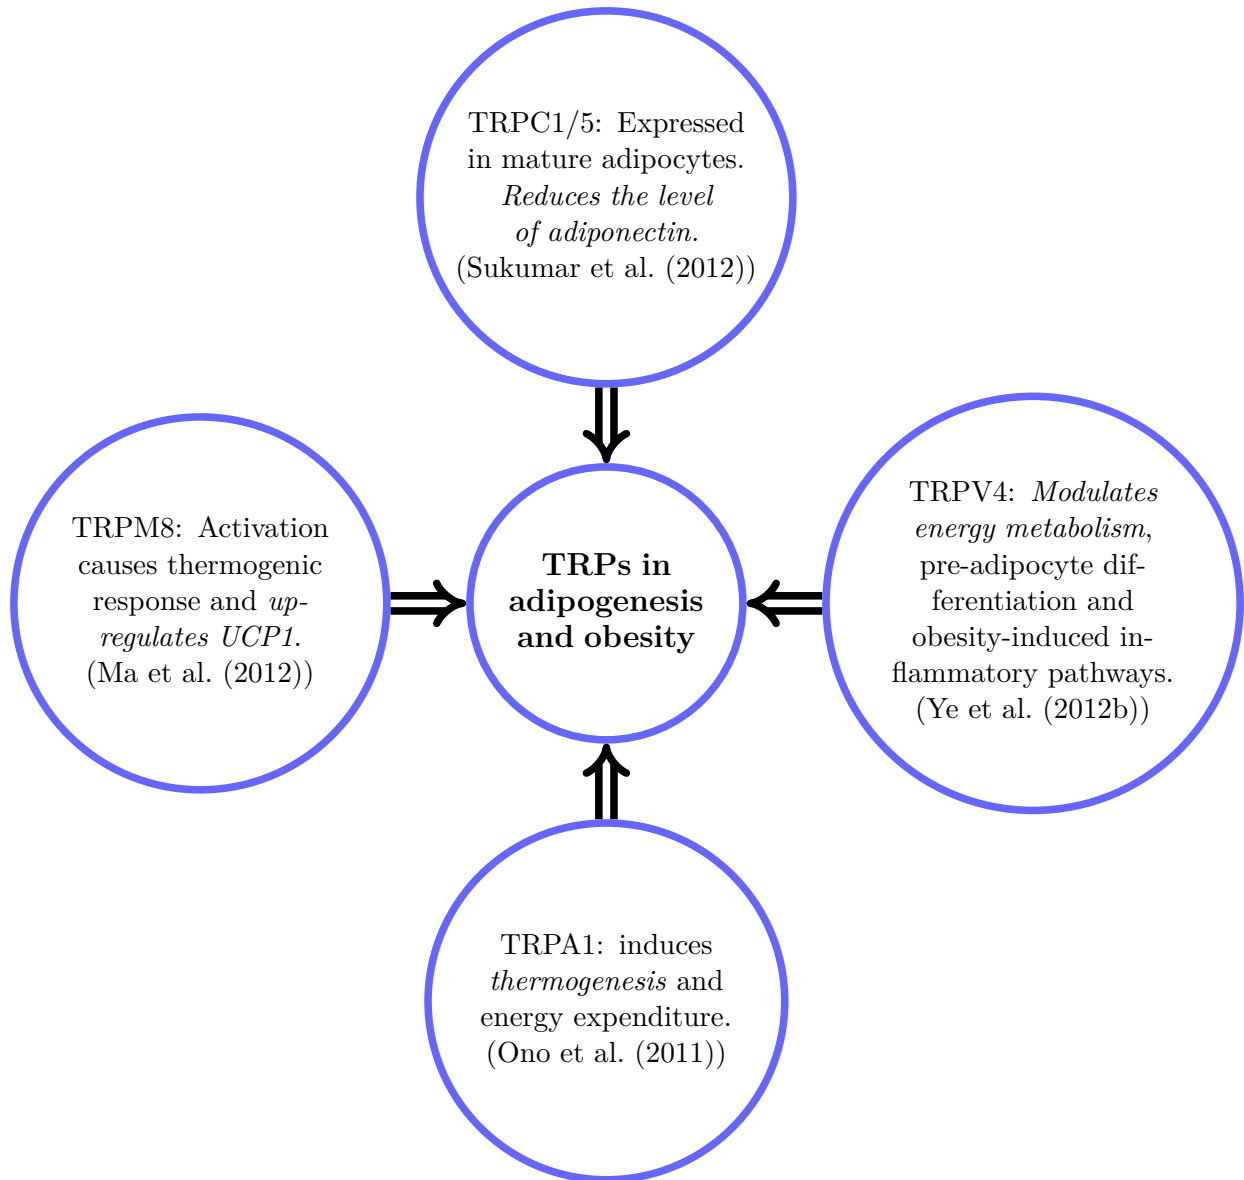 TRPC1/5: Expressed
in mature adipocytes.
Reduces the level
of adiponectin.
(Sukumar et al. (2012))
TRPM8: Activation
causes thermogenic
response and up-
regulates UCP1.
(Ma et al. (2012))
TRPs in
adipogenesis
and obesity
TRPV4: Modulates
energy metabolism,
pre-adipocyte dif-
ferentiation and
obesity-induced in-
flammatory pathways.
(Ye et al. (2012b))
TRPA1: induces
thermogenesis and
energy expenditure.
(Ono et al. (2011))